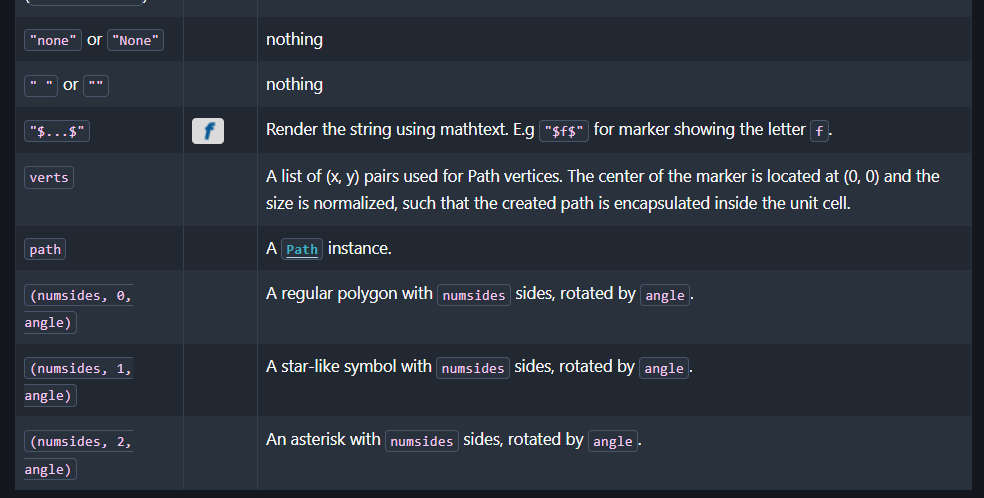 "none" or "None" nothing
" " or "" nothing
"$...$" f Render the string using mathtext. E.g "$f$" for marker showing the letter f.
verts A list of (x, y) pairs used for Path vertices. The center of the marker is located at (0, 0) and the
size is normalized, such that the created path is encapsulated inside the unit cell.
path A Path instance.
(numsides, 0, A regular polygon with numsides sides, rotated by angle.
angle)
(numsides, 1, A star-like symbol with numsides sides, rotated by angle.
angle)
(numsides, 2, An asterisk with numsides sides, rotated by angle.
angle)